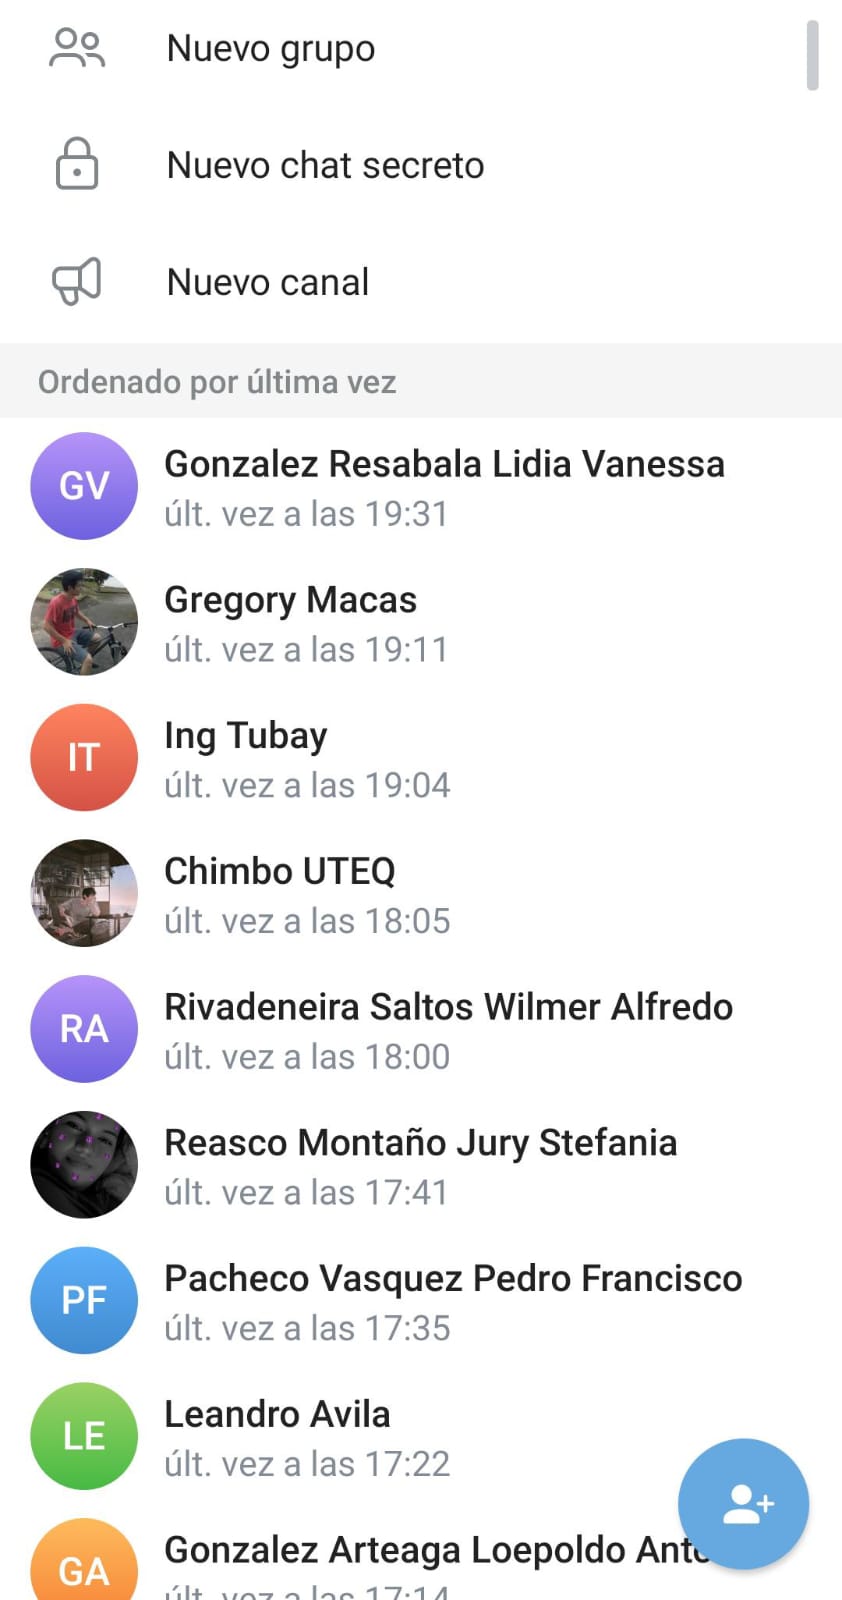 Nuevo grupo
Nuevo chat secreto
Nuevo canal
Ordenado por última vez
GV
Gonzalez Resabala Lidia Vanessa
últ. vez a las 19:31
Gregory Macas
últ. vez a las 19:11
IT
Ing Tubay
últ. vez a las 19:04
Chimbo UTEQ
últ. vez a las 18:05
RA
Rivadeneira Saltos Wilmer Alfredo
últ. vez a las 18:00
Reasco Montaño Jury Stefania
últ. vez a las 17:41
PF
Pacheco Vasquez Pedro Francisco
últ. vez a las 17:35
LE
Leandro Avila
últ. vez a las 17:22
GA
Gonzalez Arteaga Loepoldo Anto
últ. vez a las 17:14